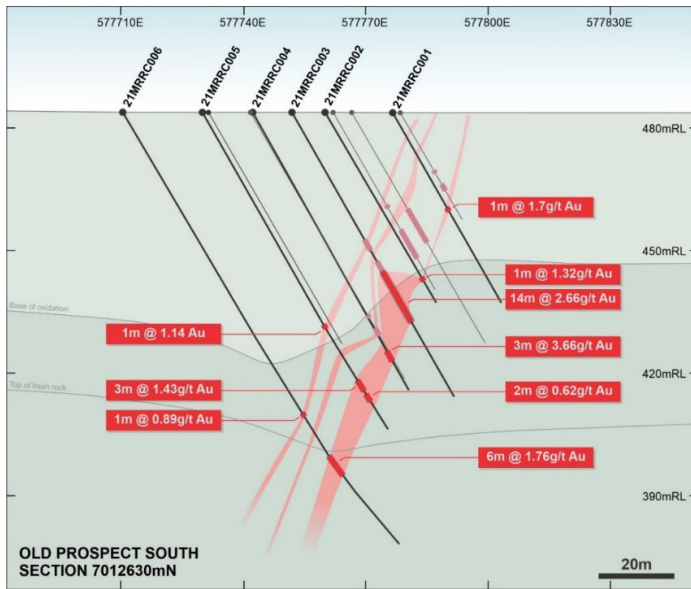 577710E
577740E
577770E
577800E
577830E
21MRRC006
21MRRC005
21MRRC004
21MRRC003
21MRRC002
21MRRC001
480mRL
1m @ 1.7g/t Au
450mRL
1m @ 1.32g/t Au
14m @ 2.66g/t Au
Base of oxidation
1m @ 1.14 Au
3m @ 3.66g/t Au
420mRL
Top of fresh rock
3m @ 1.43g/t Au
2m @ 0.62g/t Au
1m @ 0.89g/t Au
6m @ 1.76g/t Au
390mRL
OLD PROSPECT SOUTH
SECTION 7012630mN
20m